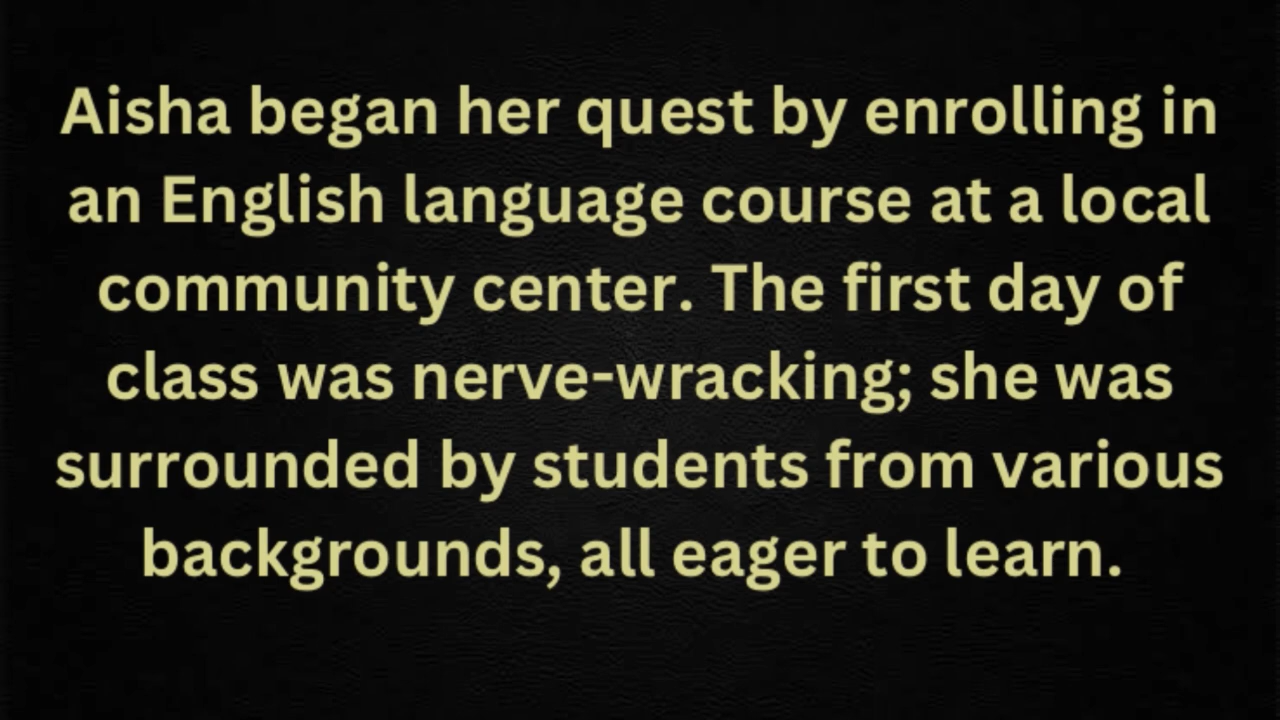 Aisha began her quest by enrolling in
an English language course at a local
community center. The first day of
class was nerve-wracking; she was
surrounded by students from various
backgrounds, all eager to learn.